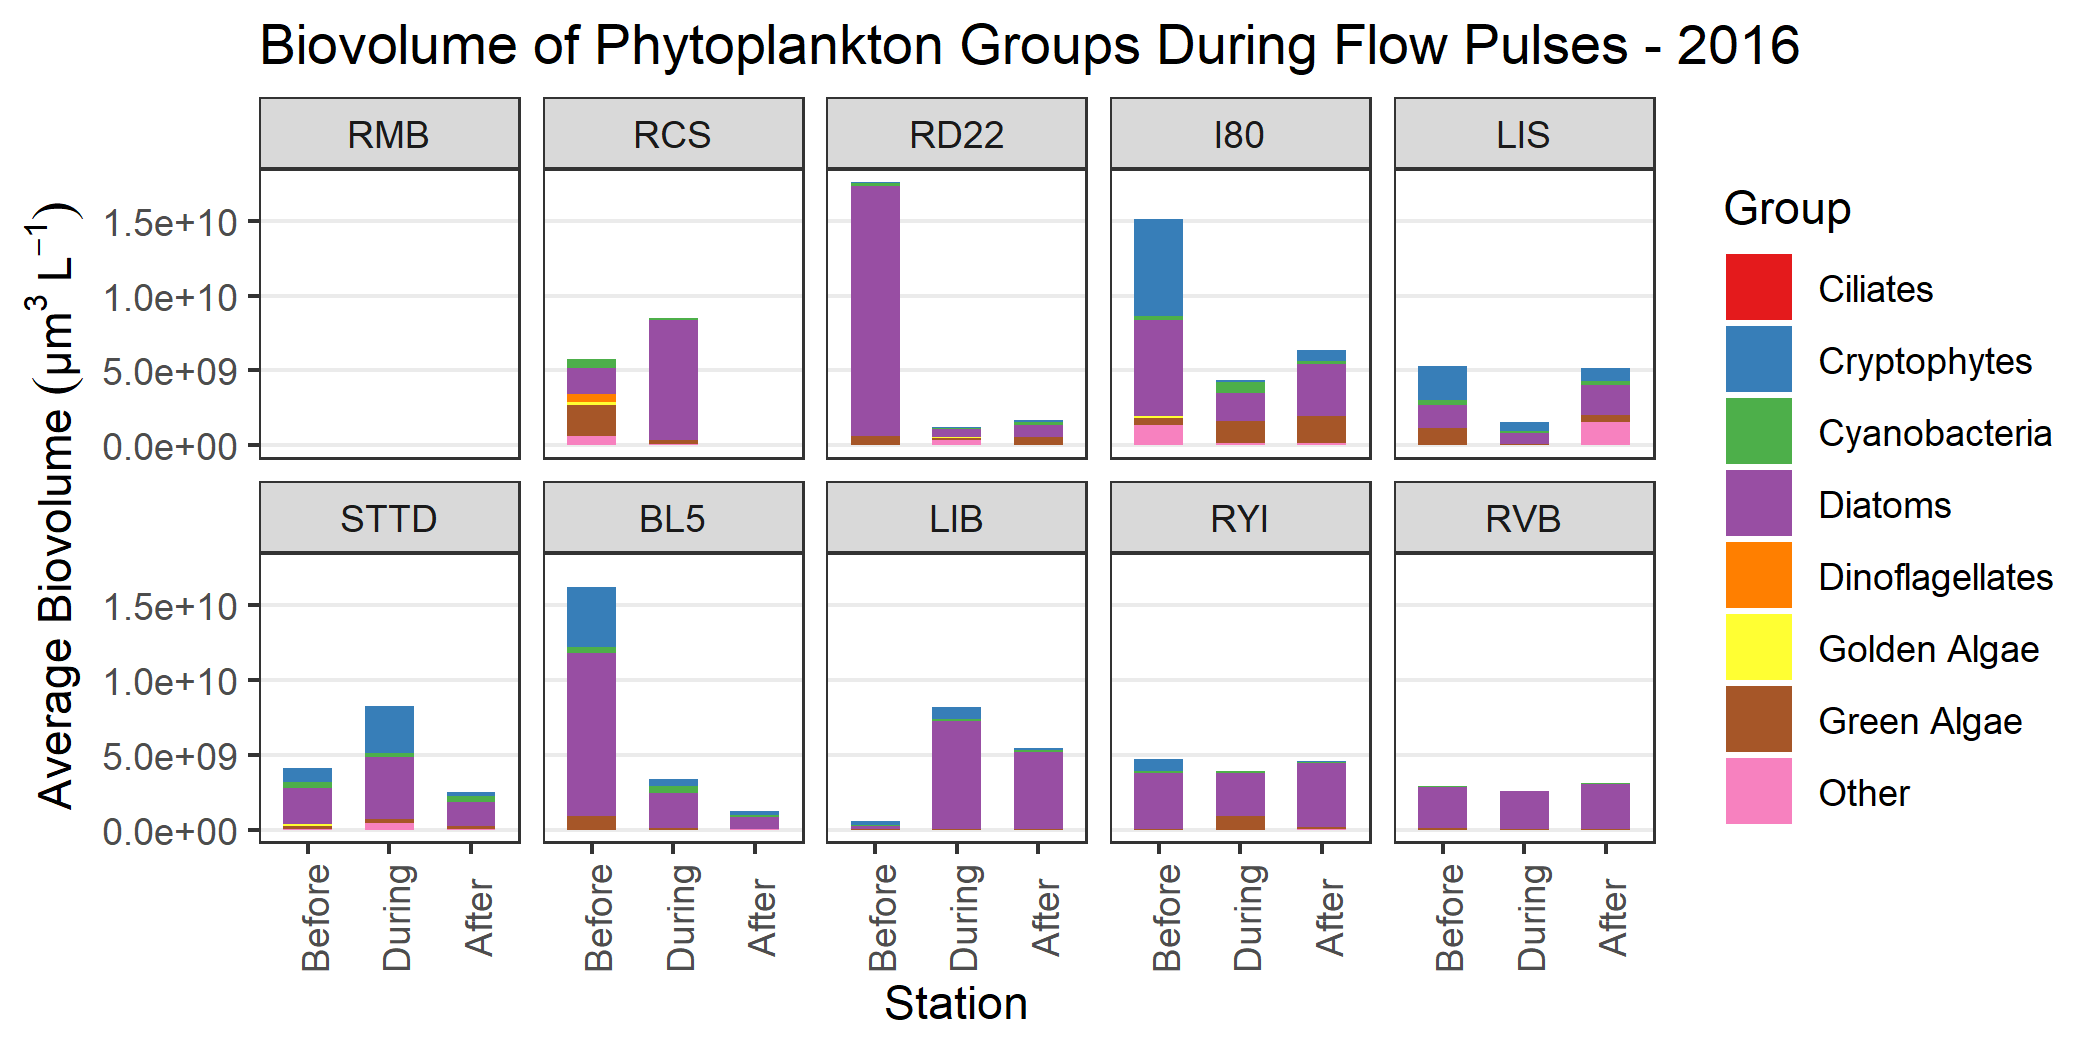 Biovolume of Phytoplankton Groups During Flow Pulses - 2016
RMB
RCS
RD22
I80
LIS
1.5e+10
1.0e+10
5.0e+09
0.0e+00
STTD
BL5
LIB
RYI
RVB
1.5e+10
1.0e+10
5.0e+09
0.0e+00
Average Biovolume (μm³ L⁻¹)
Before
During
After
Before
During
After
Before
During
After
Before
During
After
Before
During
After
Station
Group
Ciliates
Cryptophytes
Cyanobacteria
Diatoms
Dinoflagellates
Golden Algae
Green Algae
Other